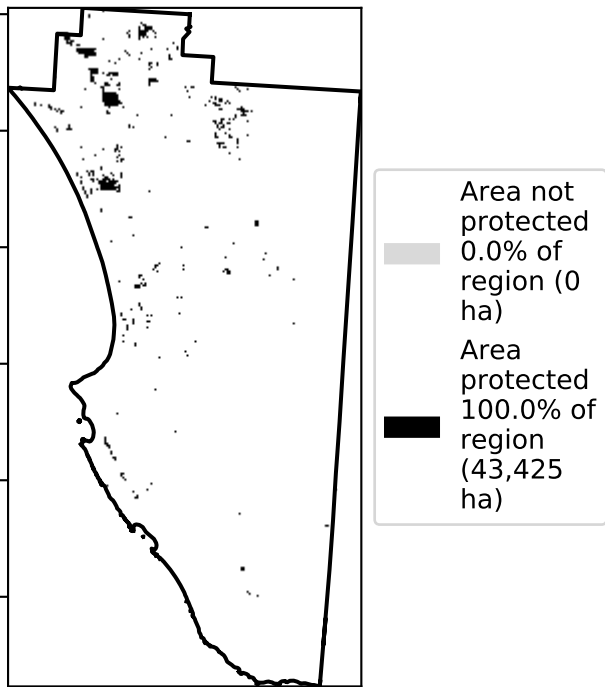 Area not
protected
0.0% of
region (0
ha)
Area
protected
100.0% of
region
(43,425
ha)